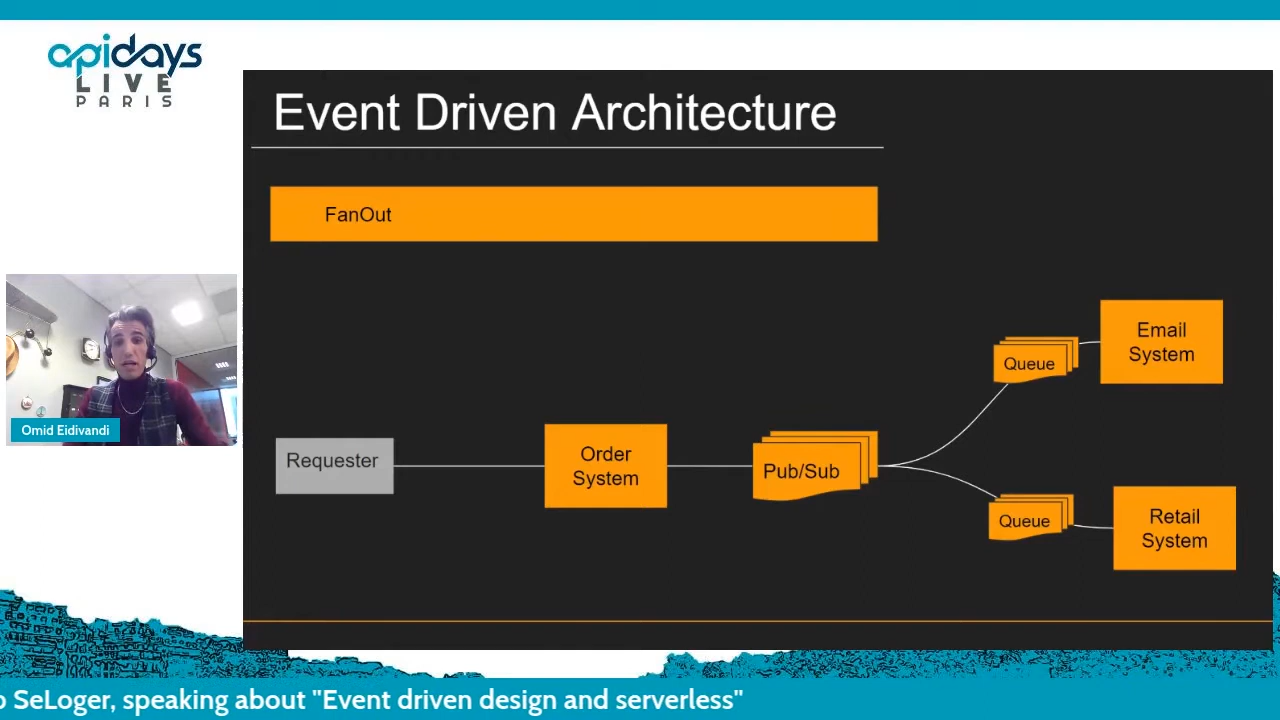 apidays
LIVE
PARIS
Event Driven Architecture
FanOut
Email
System
Queue
Requester
Order
System
Pub/Sub
Queue
Retail
System
Omid Eidivandi
SeLoger, speaking about "Event driven design and serverless"